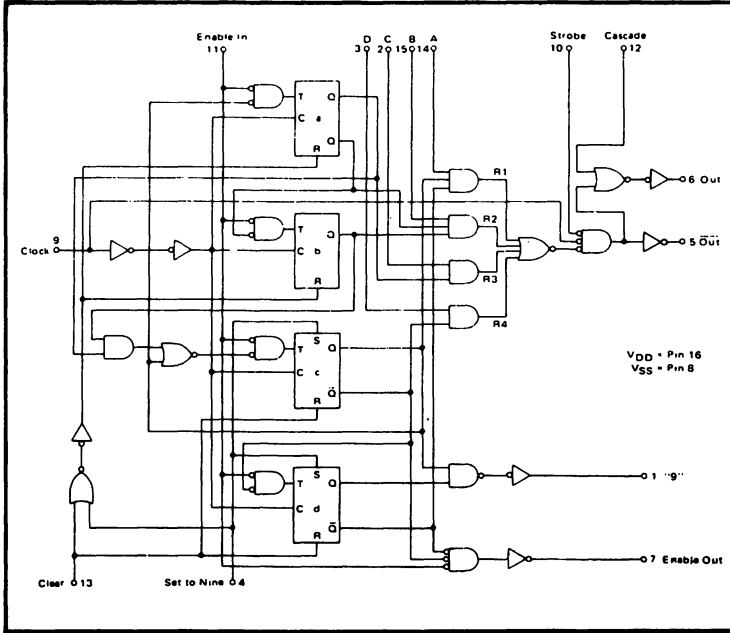 Enable In
11
D C B A
3 2 15 14
Strobe Cascade
10 12
T Q
C a
Q
R
R1
6 Out
R2
T Q
9
Clock
C b
R
5 Out
R3
R4
S
T Q
C c
Q
R
VDD = Pin 16
VSS = Pin 8
S
T Q
1 "9"
C d
Q
R
7 Enable Out
Clear 13
Set to Nine 4